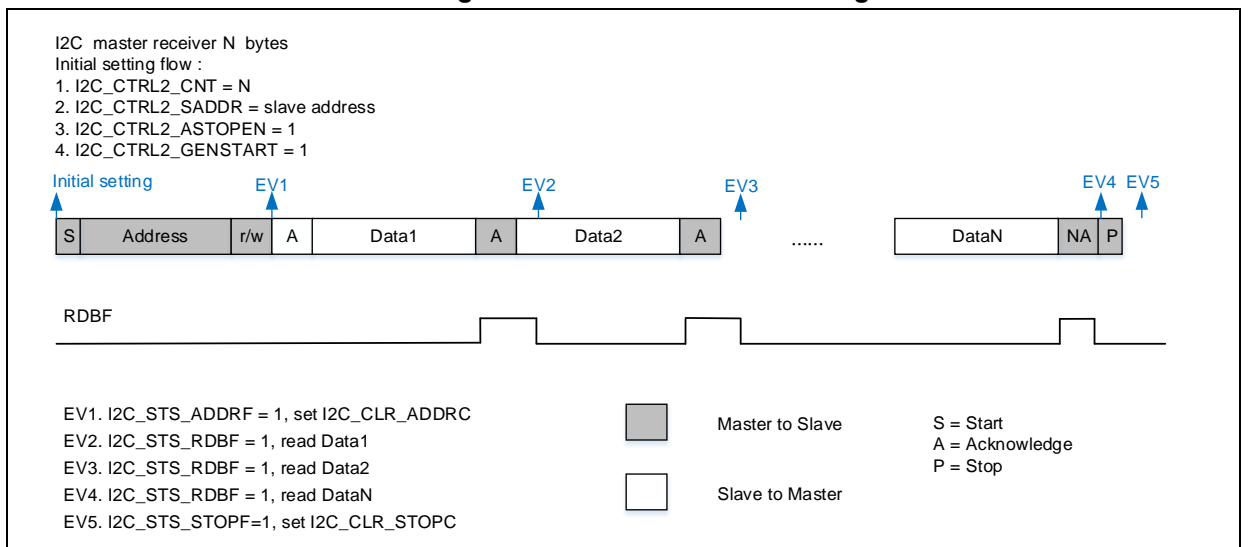 I2C master receiver N bytes
Initial setting flow :
1. I2C_CTRL2_CNT = N
2. I2C_CTRL2_SADDR = slave address
3. I2C_CTRL2_ASTOPEN = 1
4. I2C_CTRL2_GENSTART = 1
Initial setting EV1 EV2 EV3 EV4 EV5
S Address r/w A Data1 A Data2 A ...... DataN NA P
RDBF
EV1. I2C_STS_ADDRF = 1, set I2C_CLR_ADDRC
EV2. I2C_STS_RDBF = 1, read Data1
EV3. I2C_STS_RDBF = 1, read Data2
EV4. I2C_STS_RDBF = 1, read DataN
EV5. I2C_STS_STOPF=1, set I2C_CLR_STOPC
Master to Slave
Slave to Master
S = Start
A = Acknowledge
P = Stop